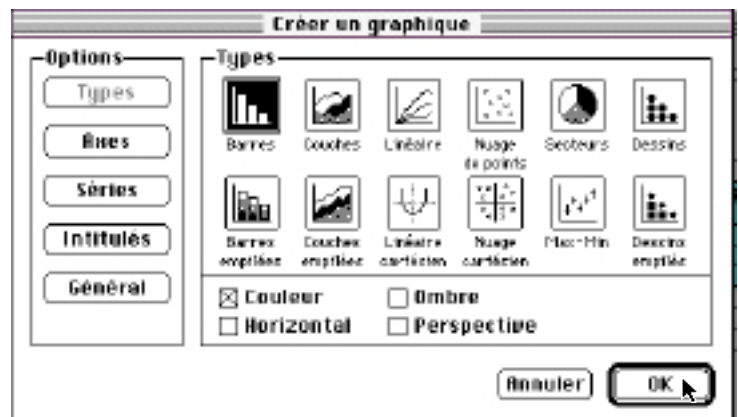 Créer un graphique
Options
Types
Axes
Séries
Intitulés
Général
Types
Barres
Couches
Linéaire
Nuage
de points
Secteurs
Dessins
Barres
empilées
Couches
empilées
Linéaire
cartésien
Nuage
cartésien
Max-Min
Dessins
empilés
Couleur
Ombre
Horizontal
Perspective
Annuler
OK